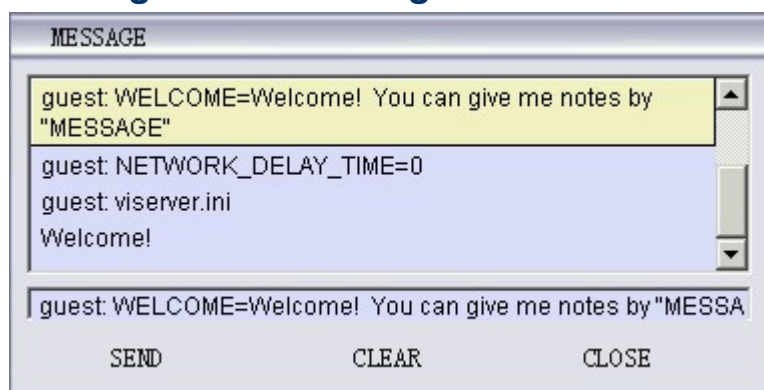 MESSAGE
guest: WELCOME=Welcome!  You can give me notes by
"MESSAGE"
guest: NETWORK_DELAY_TIME=0
guest: viserver.ini
Welcome!
guest: WELCOME=Welcome!  You can give me notes by "MESSA
SEND CLEAR CLOSE